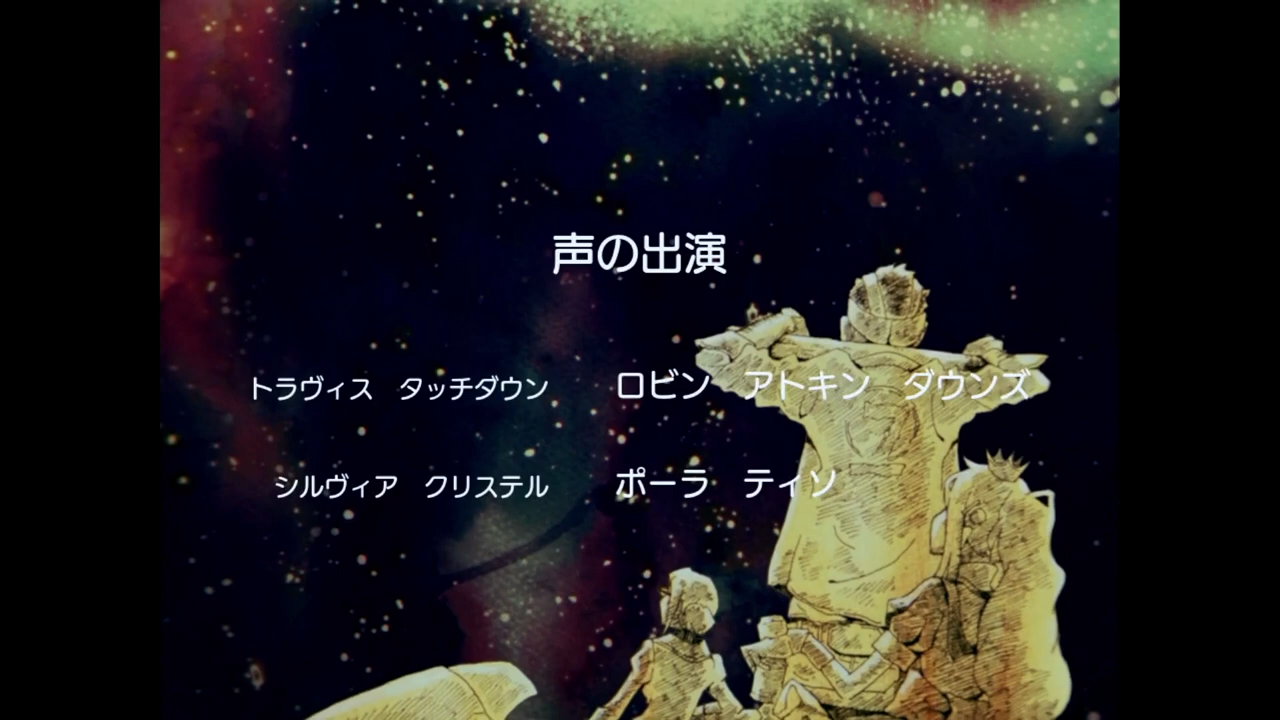 声の出演
トラヴィス　タッチダウン　ロビン　アトキン　ダウンズ
シルヴィア　クリステル　ポーラ　ティソ